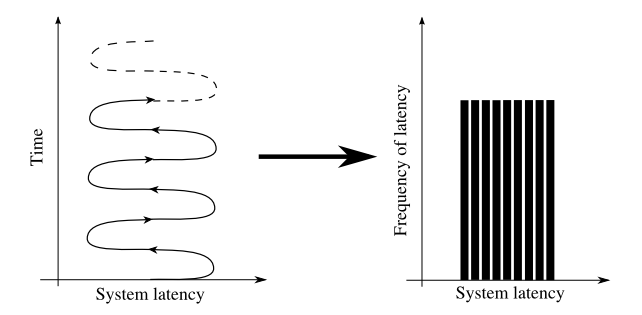 Time
System latency
Frequency of latency
System latency